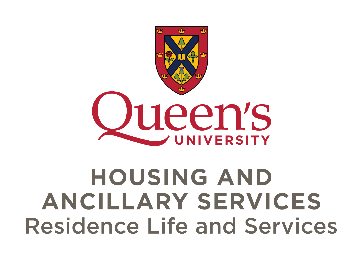 Queen's
UNIVERSITY
HOUSING AND
ANCILLARY SERVICES
Residence Life and Services